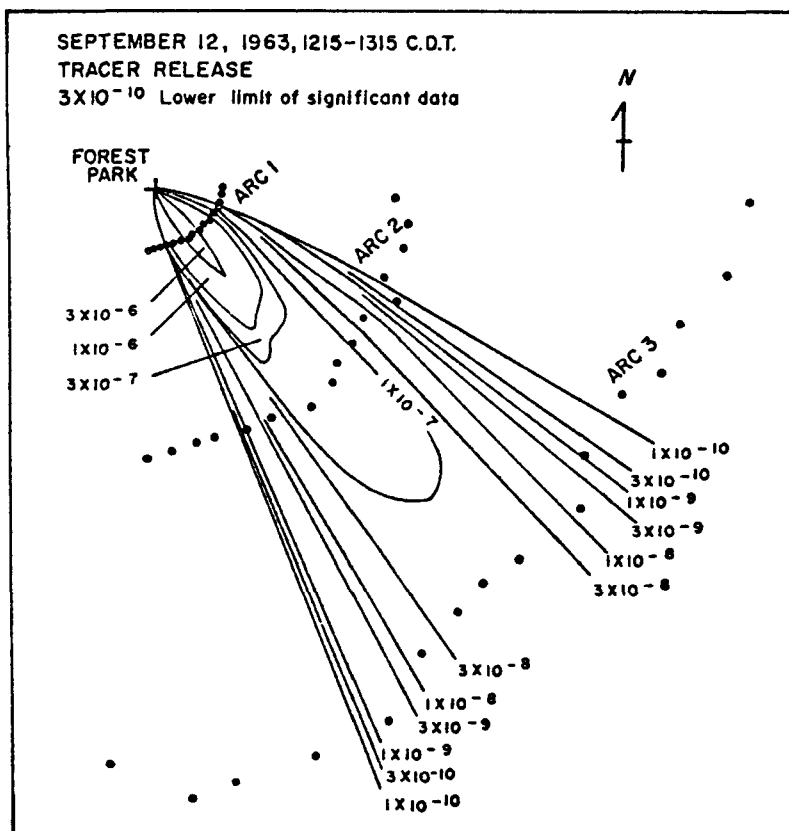 SEPTEMBER 12, 1963, 1215-1315 C.D.T.
TRACER RELEASE
3X10-10 Lower limit of significant data
N
FOREST
PARK
ARC 1
ARC 2
3X10-6
1X10-6
3X10-7
ARC 3
1X10-7
1X10-10
3X10-10
1X10-9
3X10-9
1X10-8
3X10-8
3X10-8
1X10-8
3X10-9
1X10-9
3X10-10
1X10-10